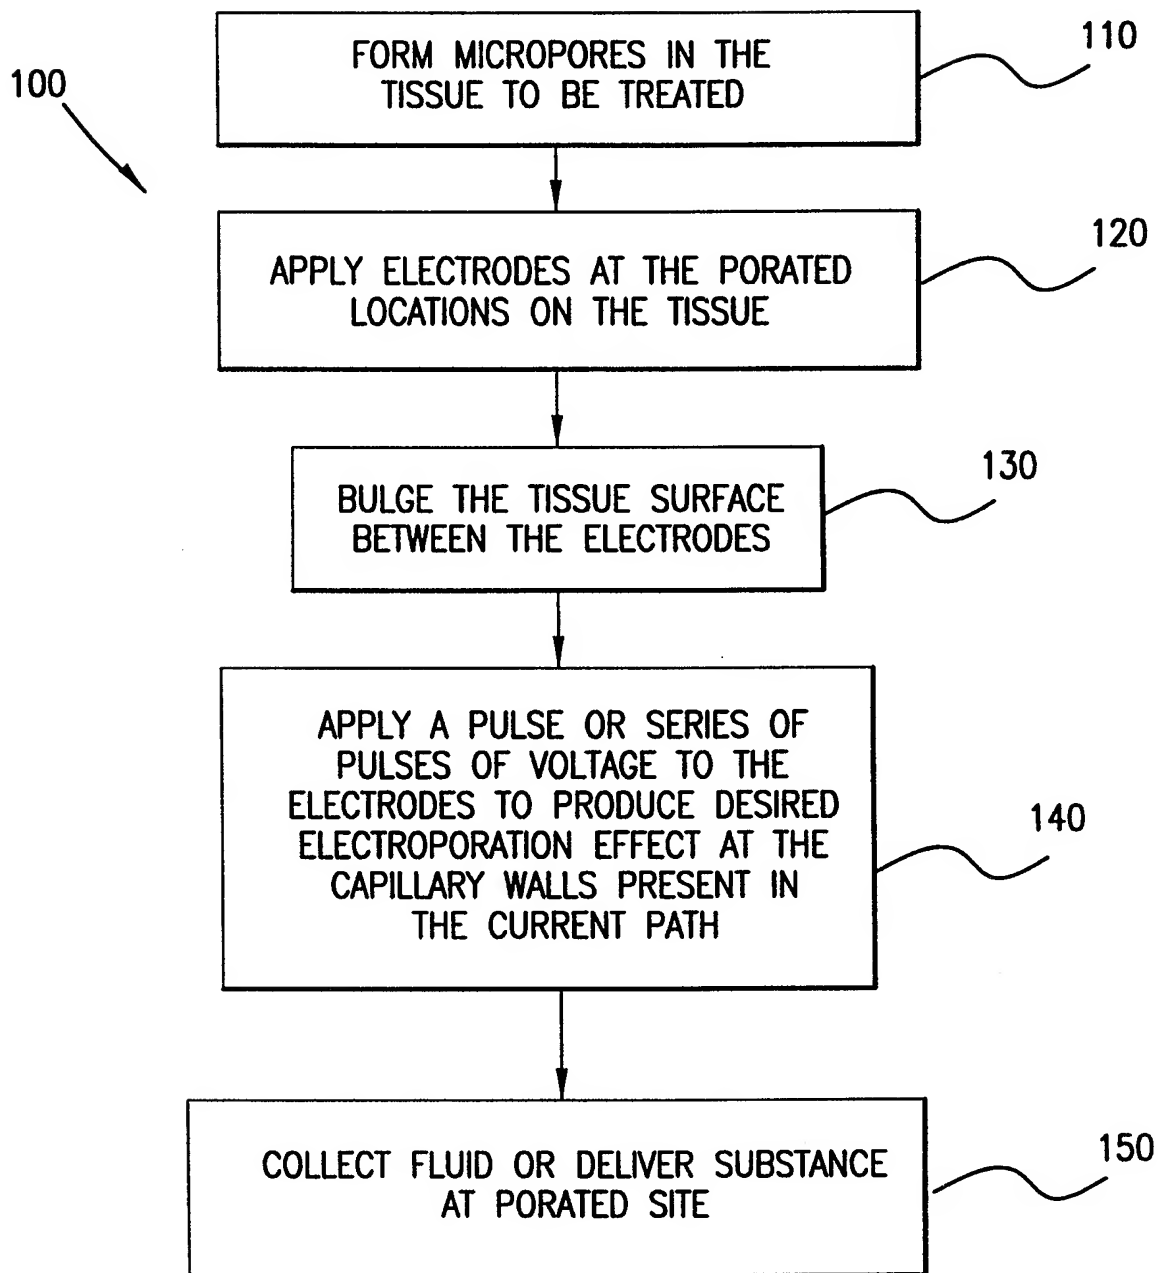 100
FORM MICROPORES IN THE
TISSUE TO BE TREATED
110
APPLY ELECTRODES AT THE PORATED
LOCATIONS ON THE TISSUE
120
BULGE THE TISSUE SURFACE
BETWEEN THE ELECTRODES
130
APPLY A PULSE OR SERIES OF
PULSES OF VOLTAGE TO THE
ELECTRODES TO PRODUCE DESIRED
ELECTROPORATION EFFECT AT THE
CAPILLARY WALLS PRESENT IN
THE CURRENT PATH
140
COLLECT FLUID OR DELIVER SUBSTANCE
AT PORATED SITE
150